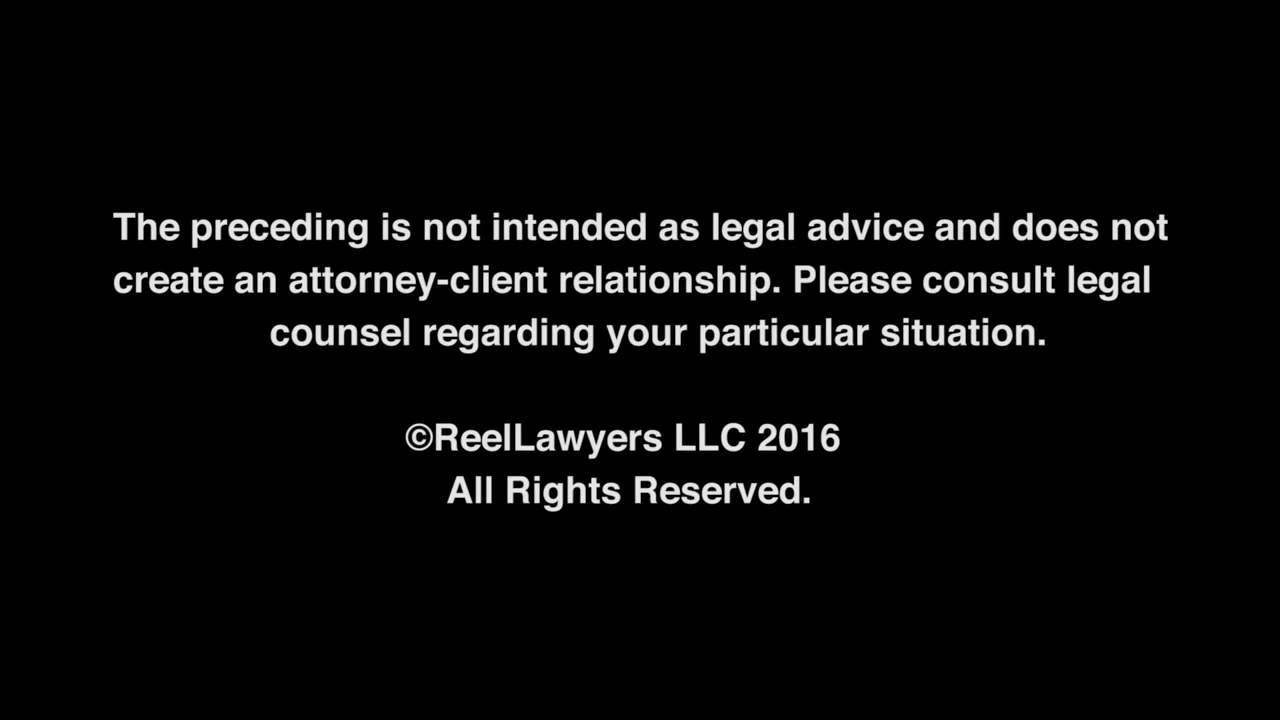 The preceding is not intended as legal advice and does not
create an attorney-client relationship. Please consult legal
counsel regarding your particular situation.
©ReelLawyers LLC 2016
All Rights Reserved.